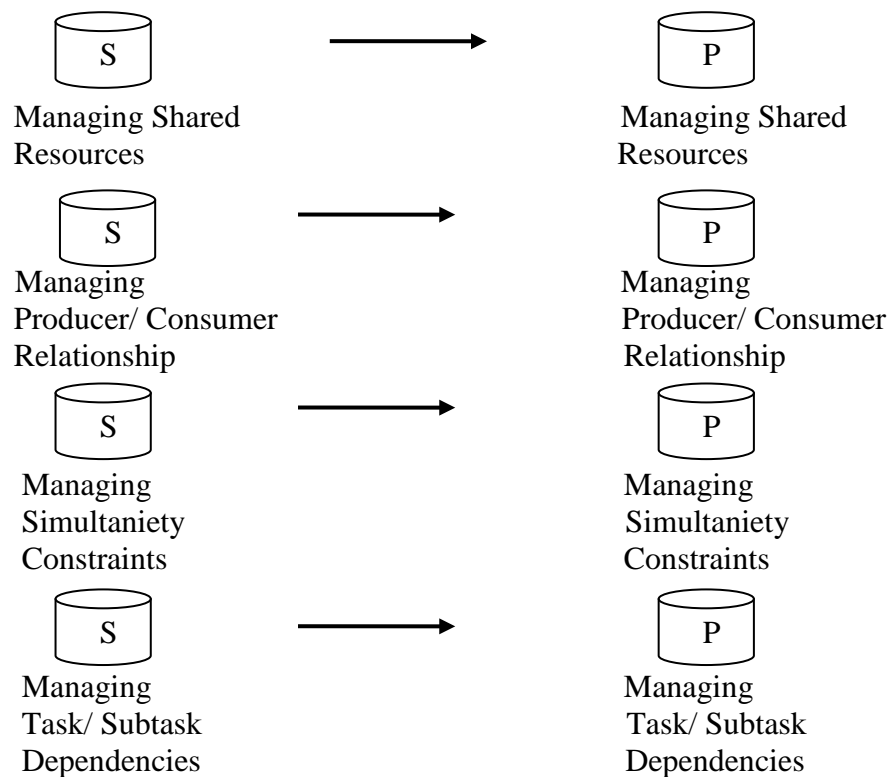 S P
Managing Shared Managing Shared
Resources Resources
S P
Managing Managing
Producer/ Consumer Producer/ Consumer
Relationship Relationship
S P
Managing Managing
Simultaniety Simultaniety
Constraints Constraints
S P
Managing Managing
Task/ Subtask Task/ Subtask
Dependencies Dependencies